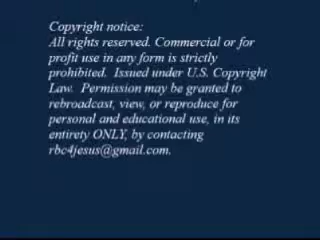 Copyright notice:
All rights reserved. Commercial or for
profit use in any form is strictly
prohibited. Issued under U.S. Copyright
Law. Permission may be granted to
rebroadcast, view, or reproduce for
personal and educational use, in its
entirety ONLY, by contacting
rbc4jesus@gmail.com.